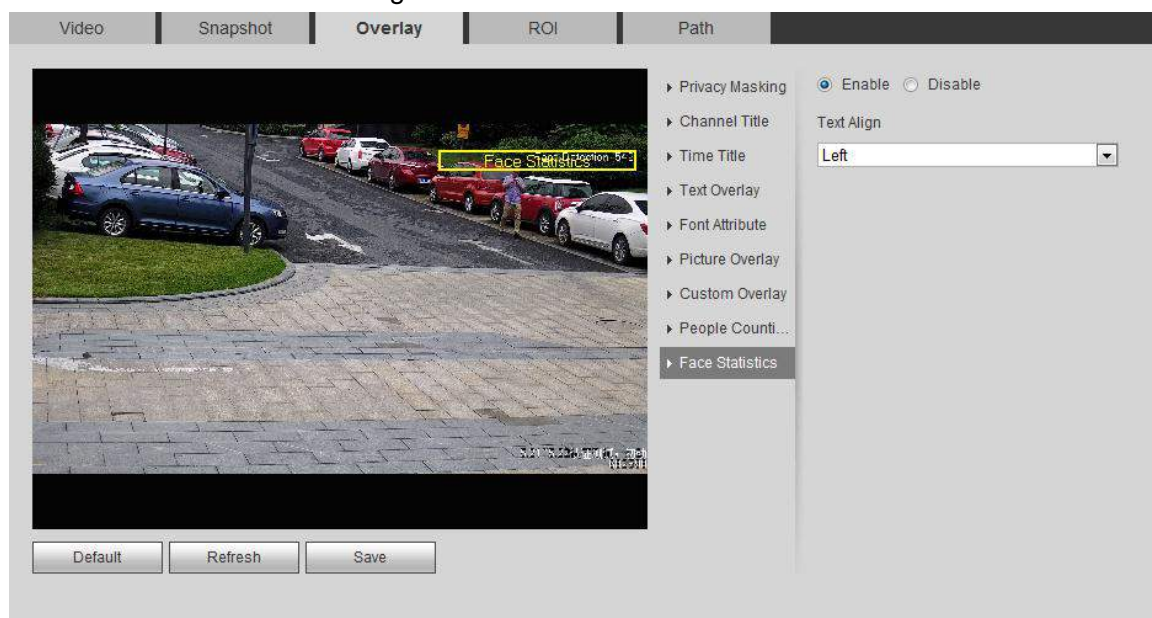 Video Snapshot Overlay ROI Path
Privacy Masking
Channel Title
Time Title
Text Overlay
Font Attribute
Picture Overlay
Custom Overlay
People Counti...
Face Statistics
Enable Disable
Text Align
Left
Face Statistics
Default Refresh Save